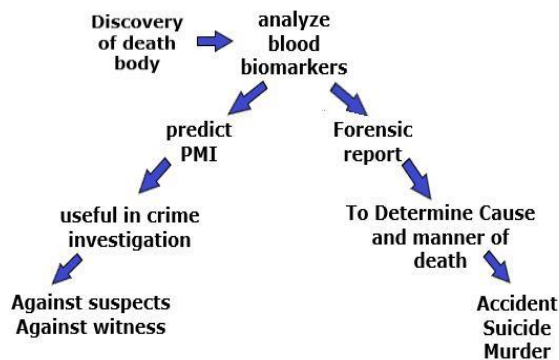 Discovery
of death
body
analyze
blood
biomarkers
predict
PMI
Forensic
report
useful in crime
investigation
To Determine Cause
and manner of
death
Against suspects
Against witness
Accident
Suicide
Murder